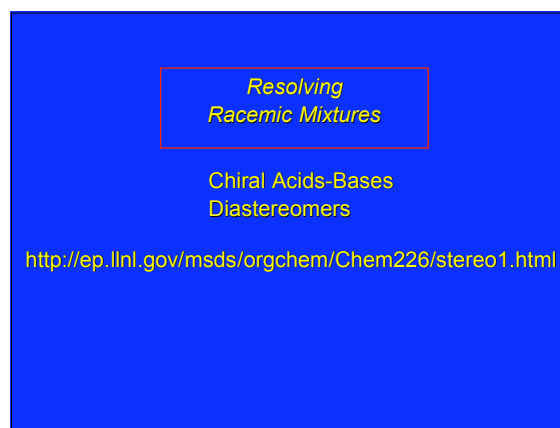 Resolving
Racemic Mixtures
Chiral Acids-Bases
Diastereomers
http://ep.llnl.gov/msds/orgchem/Chem226/stereo1.html